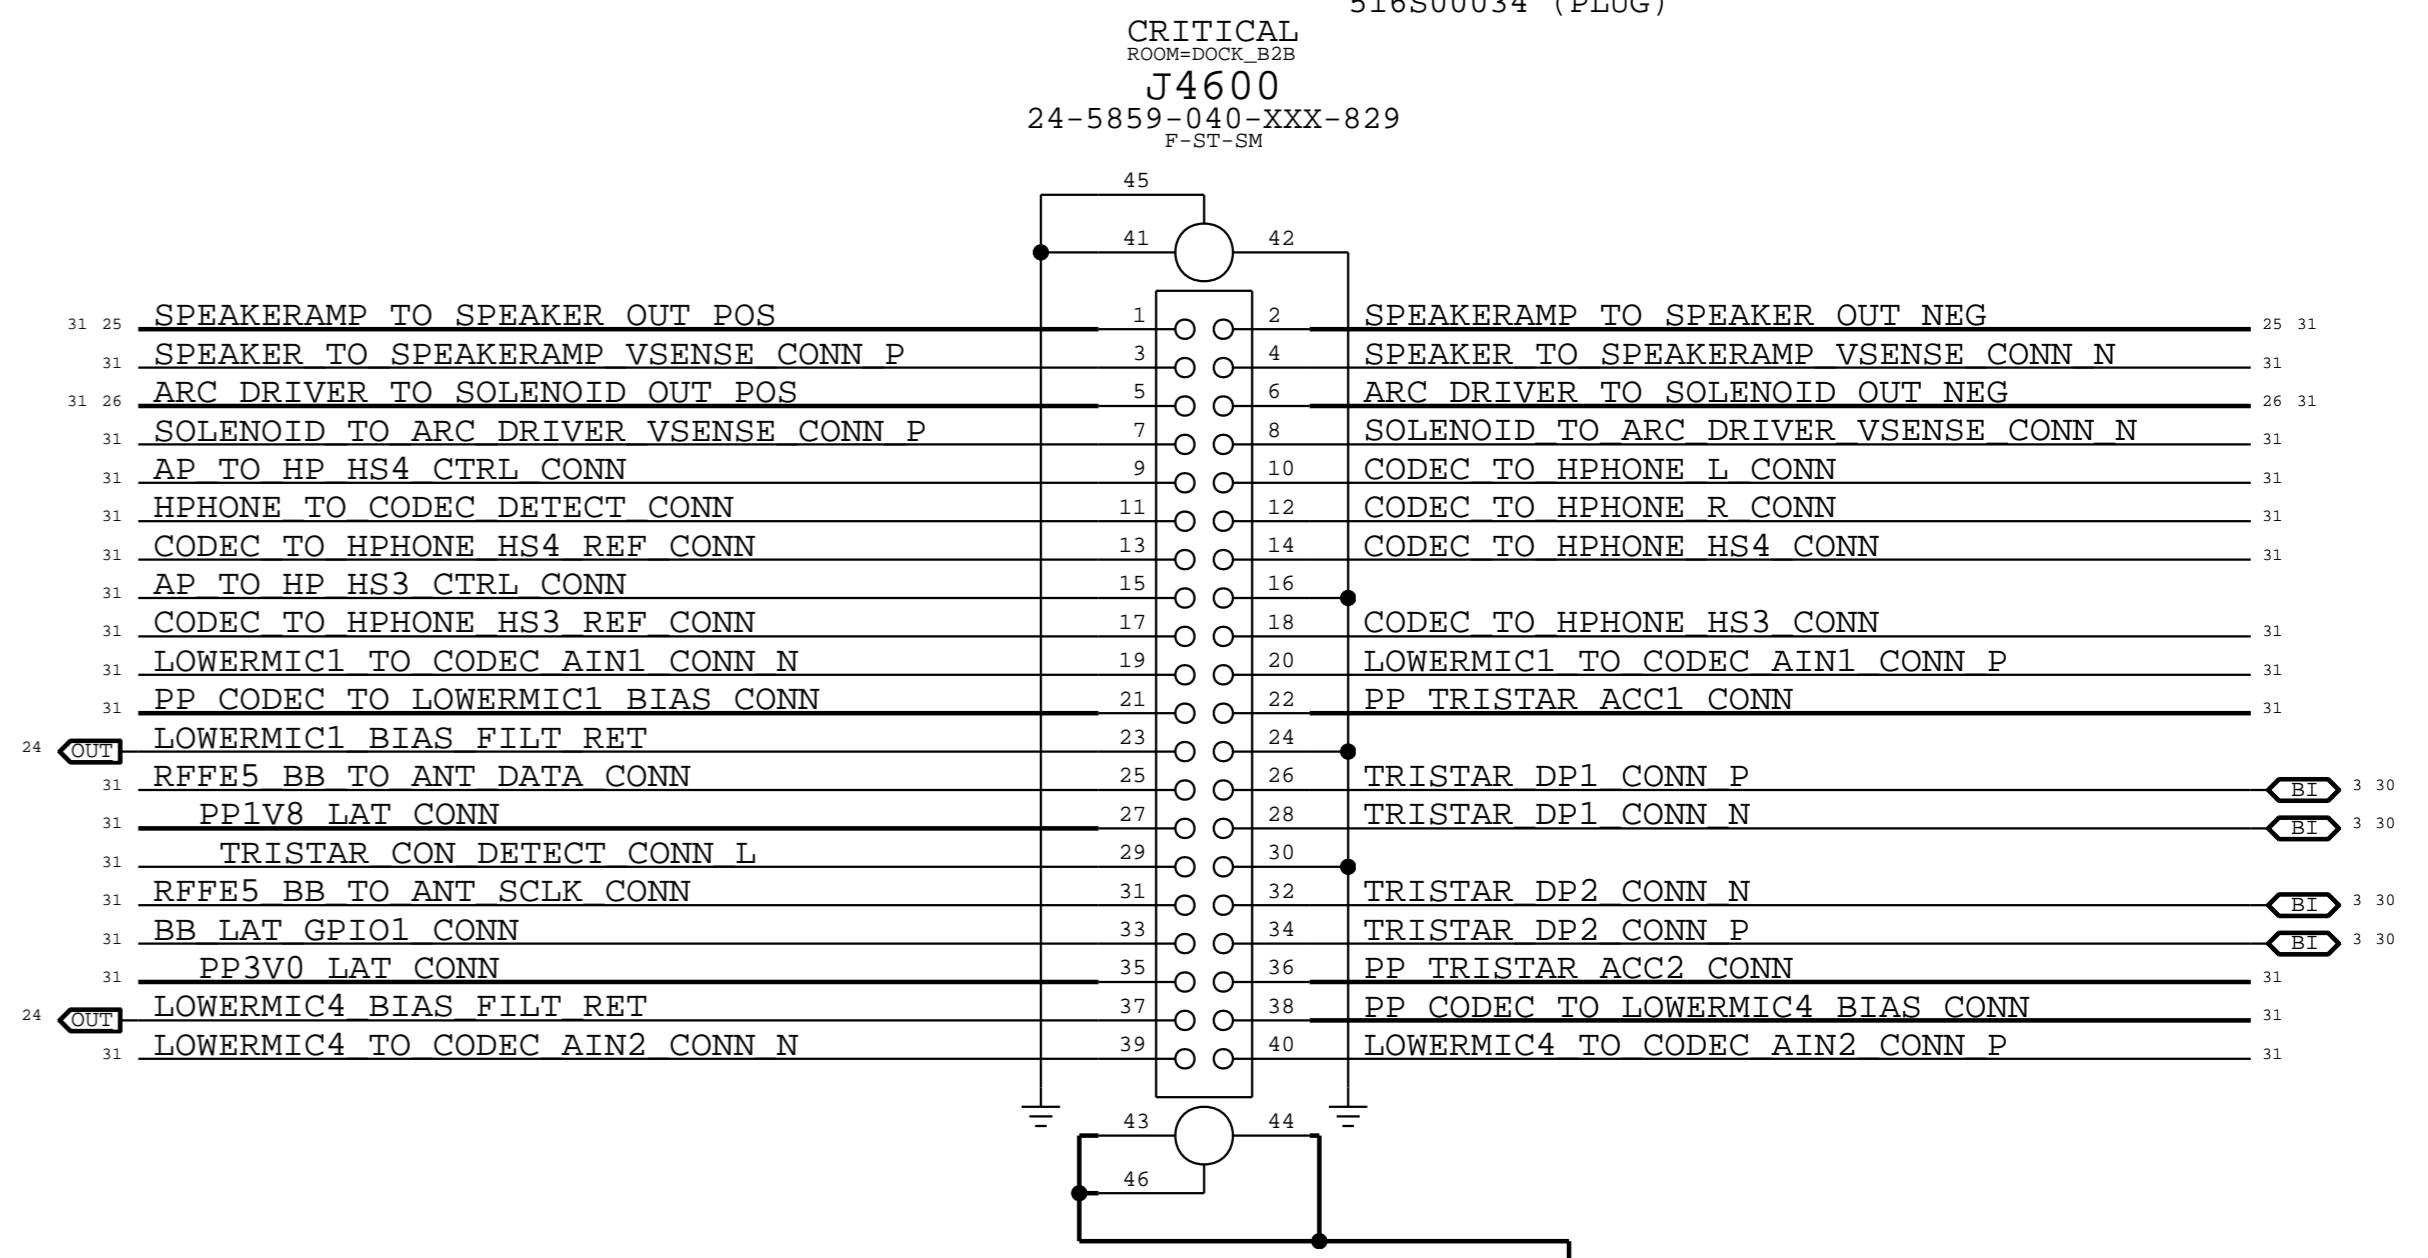 516S00034 (PLUG)
CRITICAL
ROOM=DOCK_B2B
J4600
24-5859-040-XXX-829
F-ST-SM
45
41 42
31 25 SPEAKERAMP_TO_SPEAKER_OUT_POS 1 2 SPEAKERAMP_TO_SPEAKER_OUT_NEG 25 31
31 SPEAKER_TO_SPEAKERAMP_VSENSE_CONN_P 3 4 SPEAKER_TO_SPEAKERAMP_VSENSE_CONN_N 31
31 26 ARC_DRIVER_TO_SOLENOID_OUT_POS 5 6 ARC_DRIVER_TO_SOLENOID_OUT_NEG 26 31
31 SOLENOID_TO_ARC_DRIVER_VSENSE_CONN_P 7 8 SOLENOID_TO_ARC_DRIVER_VSENSE_CONN_N 31
31 AP_TO_HP_HS4_CTRL_CONN 9 10 CODEC_TO_HPHONE_L_CONN 31
31 HPHONE_TO_CODEC_DETECT_CONN 11 12 CODEC_TO_HPHONE_R_CONN 31
31 CODEC_TO_HPHONE_HS4_REF_CONN 13 14 CODEC_TO_HPHONE_HS4_CONN 31
31 AP_TO_HP_HS3_CTRL_CONN 15 16
31 CODEC_TO_HPHONE_HS3_REF_CONN 17 18 CODEC_TO_HPHONE_HS3_CONN 31
31 LOWERMIC1_TO_CODEC_AIN1_CONN_N 19 20 LOWERMIC1_TO_CODEC_AIN1_CONN_P 31
31 PP_CODEC_TO_LOWERMIC1_BIAS_CONN 21 22 PP_TRISTAR_ACC1_CONN 31
24 OUT LOWERMIC1_BIAS_FILT_RET 23 24
31 RFFE5_BB_TO_ANT_DATA_CONN 25 26 TRISTAR_DP1_CONN_P BI 3 30
31 PP1V8_LAT_CONN 27 28 TRISTAR_DP1_CONN_N BI 3 30
31 TRISTAR_CON_DETECT_CONN_L 29 30
31 RFFE5_BB_TO_ANT_SCLK_CONN 31 32 TRISTAR_DP2_CONN_N BI 3 30
31 BB_LAT_GPIO1_CONN 33 34 TRISTAR_DP2_CONN_P BI 3 30
31 PP3V0_LAT_CONN 35 36 PP_TRISTAR_ACC2_CONN 31
24 OUT LOWERMIC4_BIAS_FILT_RET 37 38 PP_CODEC_TO_LOWERMIC4_BIAS_CONN 31
31 LOWERMIC4_TO_CODEC_AIN2_CONN_N 39 40 LOWERMIC4_TO_CODEC_AIN2_CONN_P 31
43 44
46